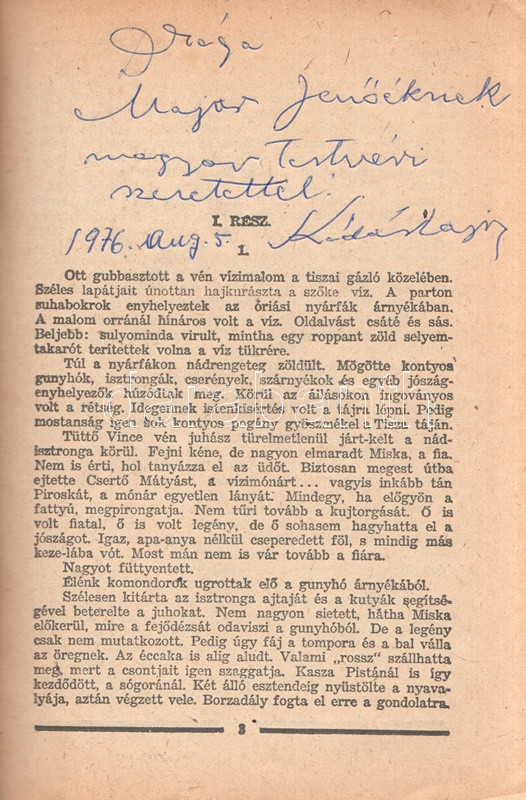 Drága
Major Jenőéknek
magyar Testvéri
szeretettel.
I. RÉSZ.
1976. Aug. 5.
1.
Ott gubbasztott a vén vízimalom a tiszai gázló közelében.
Széles lapátjait únottan hajkurászta a szőke víz. A parton
suhabokrok enyhelyeztek az óriási nyárfák árnyékában.
A malom orránál hínáros volt a víz. Oldalvást csáté és sás.
Beljebb: sulyominda virult, mintha egy roppant zöld selyem-
takarót terítettek volna a víz tükrére.
Túl a nyárfákon nádrengeteg zöldült. Mögötte kontyos
gunyhók, isztrongák, cserények, szárnyékok és egyéb jószág-
enyhelyezők húzódtak meg. Körül az állásokon ingoványos
volt a rétség. Idegennek istenkísértés volt a tájra lépni. Pedig
mostanság igen sok kontyos pogány gyöszmékel a Tisza táján.
Tüttő Vince vén juhász türelmetlenül járt-kelt a nád-
isztronga körül. Fejni kéne, de nagyon elmaradt Miska, a fia.
Nem is érti, hol tanyázza el az üdőt. Biztosan megest útba
ejtette Csertő Mátyást, a vízimónárt... vagyis inkább tán
Piroskát, a mónár egyetlen lányát. Mindegy, ha előgyön a
fattyú, megpirongatja. Nem tűri tovább a kujtorgását. Ő is
volt fiatal, ő is volt legény, de ő sohasem hagyhatta el a
jószágot. Igaz, apa-anya nélkül cseperedett föl, s mindig más
keze-lába vót. Most mán nem is vár tovább a fiára.
Nagyot füttyentett.
Élénk komondorok ugrottak elő a gunyhó árnyékából.
Szélesen kitárta az isztronga ajtaját és a kutyák segítsé-
gével beterelte a juhokat. Nem nagyon sietett, hátha Miska
előkerül, mire a fejődézsát odaviszi a gunyhóból. De a legény
csak nem mutatkozott. Pedig úgy fáj a tompora és a bal válla
az öregnek. Az éccaka is alig aludt. Valami „rossz" szállhatta
meg, mert a csontjait igen szaggatja. Kasza Pistánál is így
kezdődött, a sógoránál. Két álló esztendeig nyüstölte a nyava-
lyája, aztán végzett vele. Borzadály fogta el erre a gondolatra.
3
darabanth